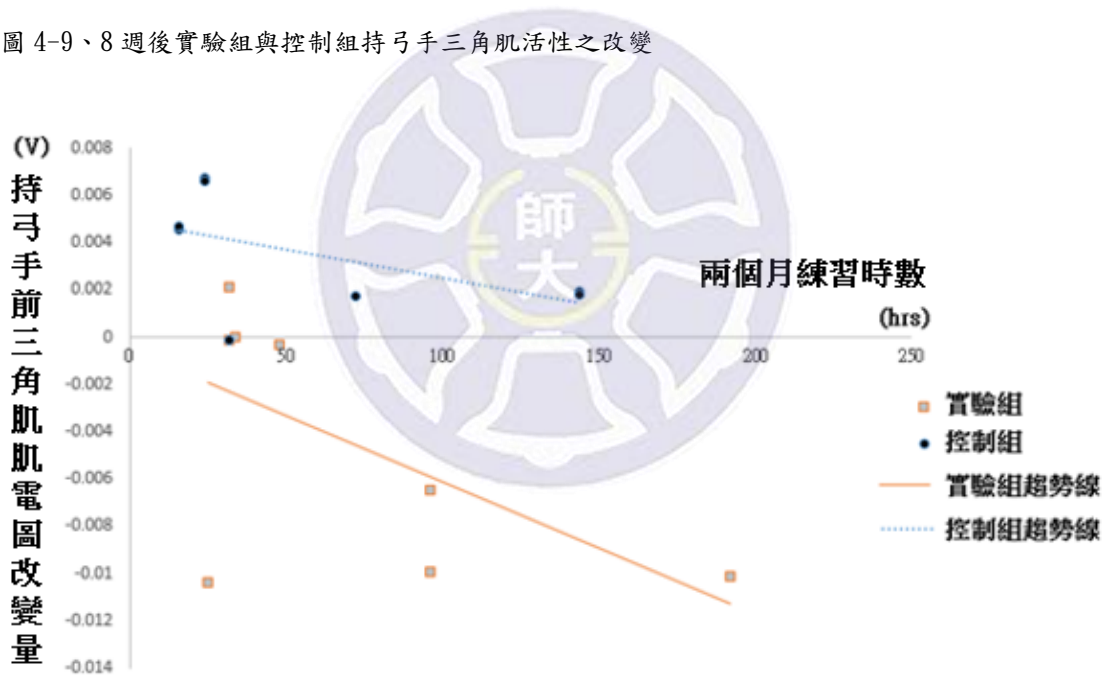 圖 4-9、8 週後實驗組與控制組持弓手三角肌活性之改變
(V)
持弓手前三角肌肌電圖改變量
0.008
0.006
0.004
0.002
0
-0.002
-0.004
-0.006
-0.008
-0.01
-0.012
-0.014
師大
兩個月練習時數
(hrs)
0 50 100 150 200 250
實驗組
控制組
實驗組趨勢線
控制組趨勢線